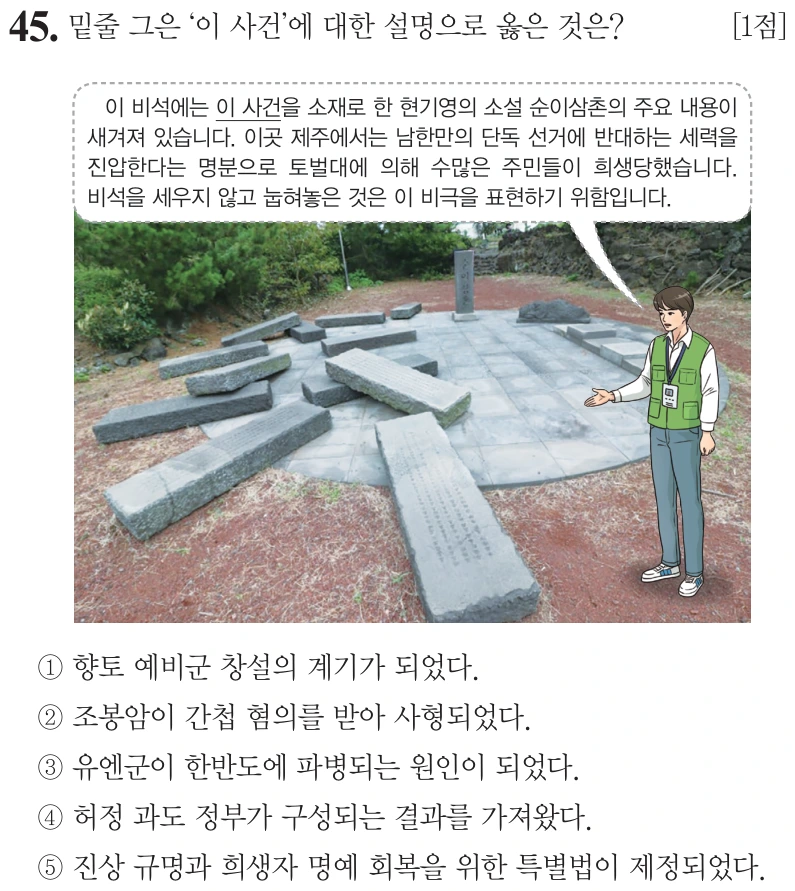 45. 밑줄 그은 ‘이 사건’에 대한 설명으로 옳은 것은? [1점]
이 비석에는 이 사건을 소재로 한 현기영의 소설 순이삼촌의 주요 내용이
새겨져 있습니다. 이곳 제주에서는 남한만의 단독 선거에 반대하는 세력을
진압한다는 명분으로 토벌대에 의해 수많은 주민들이 희생당했습니다.
비석을 세우지 않고 눕혀놓은 것은 이 비극을 표현하기 위함입니다.
① 향토 예비군 창설의 계기가 되었다.
② 조봉암이 간첩 혐의를 받아 사형되었다.
③ 유엔군이 한반도에 파병되는 원인이 되었다.
④ 허정 과도 정부가 구성되는 결과를 가져왔다.
⑤ 진상 규명과 희생자 명예 회복을 위한 특별법이 제정되었다.